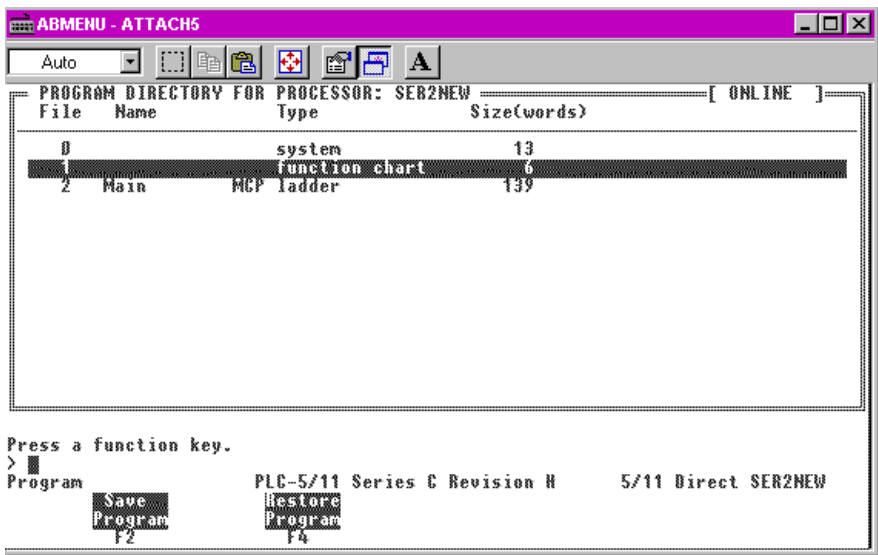 ABMENU - ATTACH5
Auto
A
PROGRAM DIRECTORY FOR PROCESSOR: SER2NEW [ ONLINE ]
File Name Type Size(words)
0 system 13
1 function chart 6
2 Main MCP ladder 139
Press a function key.
>
Program PLC-5/11 Series C Revision H 5/11 Direct SER2NEW
Save Restore
Program Program
F2 F4